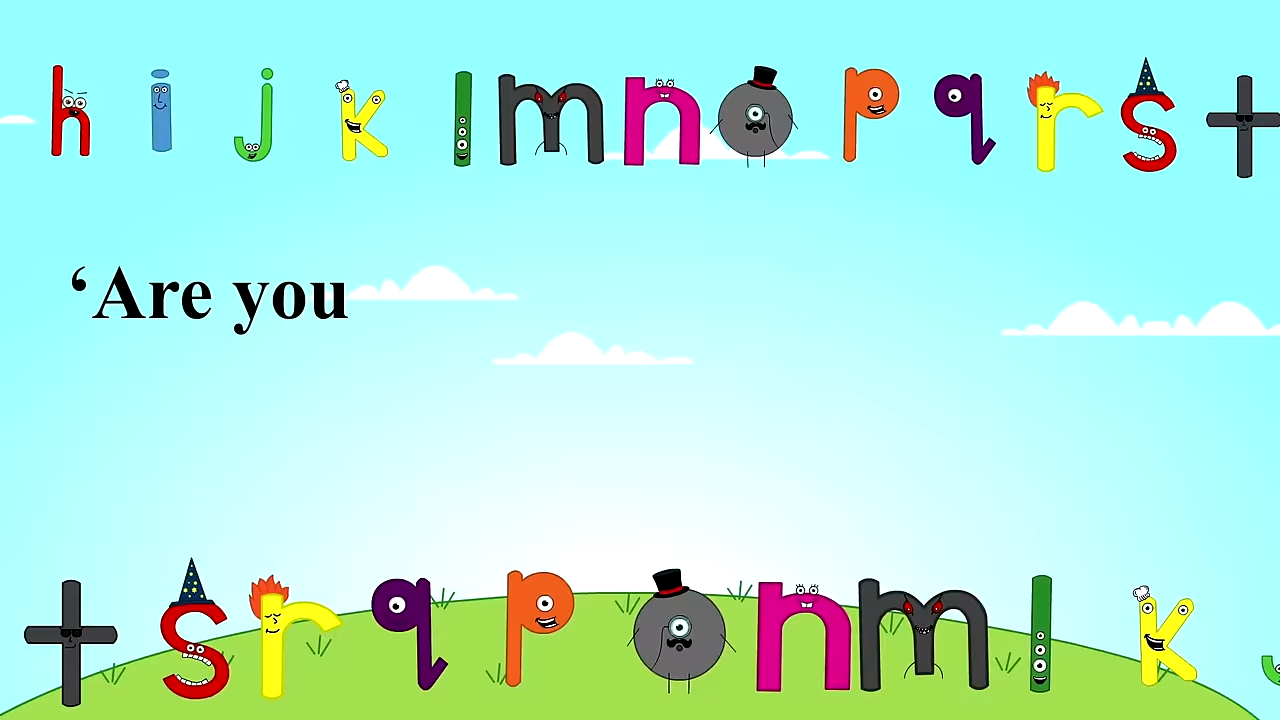 h i j k l m n o p q r s t
‘Are you
t s r q p o n m l k j